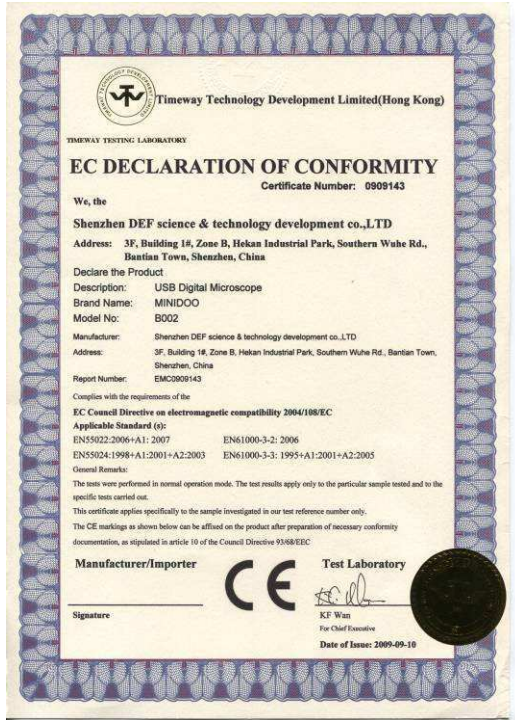 Timeway Technology Development Limited(Hong Kong)
TIMEWAY TESTING LABORATORY
EC DECLARATION OF CONFORMITY
Certificate Number: 0909143
We, the
Shenzhen DEF science & technology development co.,LTD
Address: 3F, Building 1#, Zone B, Hekan Industrial Park, Southern Wuhe Rd.,
Bantian Town, Shenzhen, China
Declare the Product
Description: USB Digital Microscope
Brand Name: MINIDOO
Model No: B002
Manufacturer: Shenzhen DEF science & technology development co.,LTD
Address: 3F, Building 1#, Zone B, Hekan Industrial Park, Southern Wuhe Rd., Bantian Town,
Shenzhen, China
Report Number: EMC0909143
Complies with the requirements of the
EC Council Directive on electromagnetic compatibility 2004/108/EC
Applicable Standard (s):
EN55022:2006+A1: 2007 EN61000-3-2: 2006
EN55024:1998+A1:2001+A2:2003 EN61000-3-3: 1995+A1:2001+A2:2005
General Remarks:
The tests were performed in normal operation mode. The test results apply only to the particular sample tested and to the
specific tests carried out.
This certificate applies specifically to the sample investigated in our test reference number only.
The CE markings as shown below can be affixed on the product after preparation of necessary conformity
documentation, as stipulated in article 10 of the Council Directive 93/68/EEC
Manufacturer/Importer Test Laboratory
CE
Signature KF Wan
For Chief Executive
Date of Issue: 2009-09-10